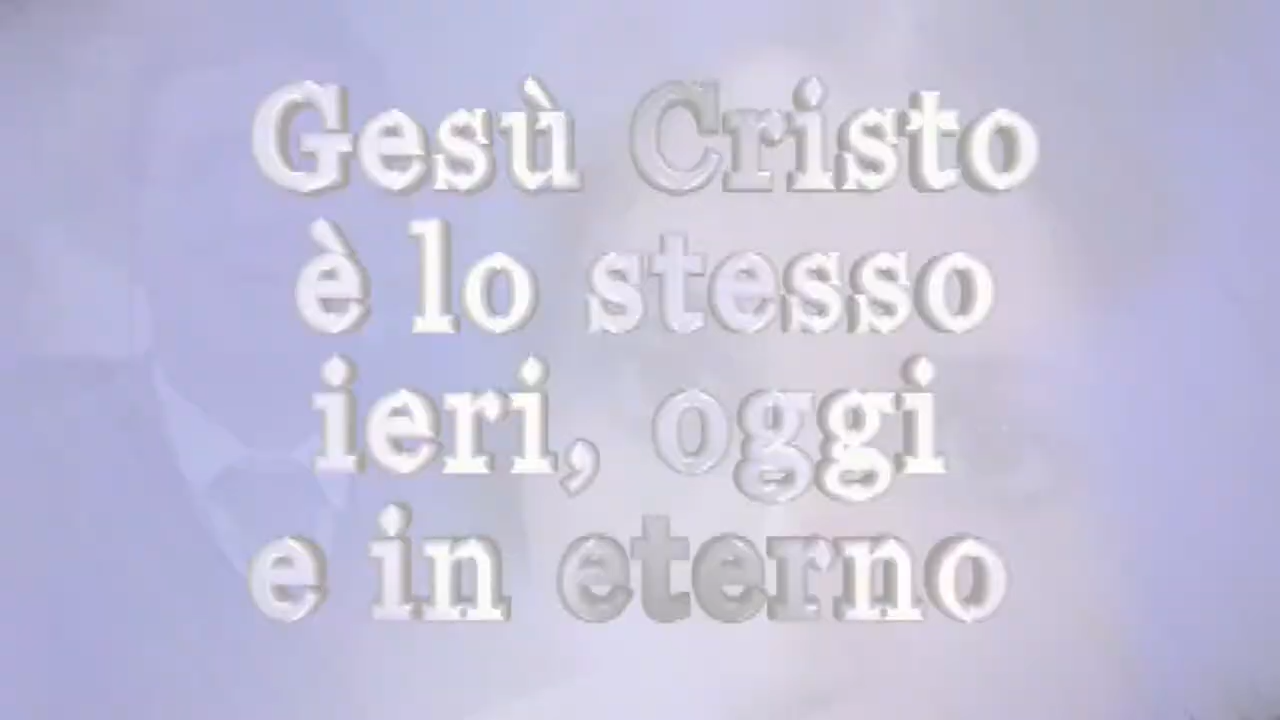 Gesù Cristo
è lo stesso
ieri, oggi
e in eterno